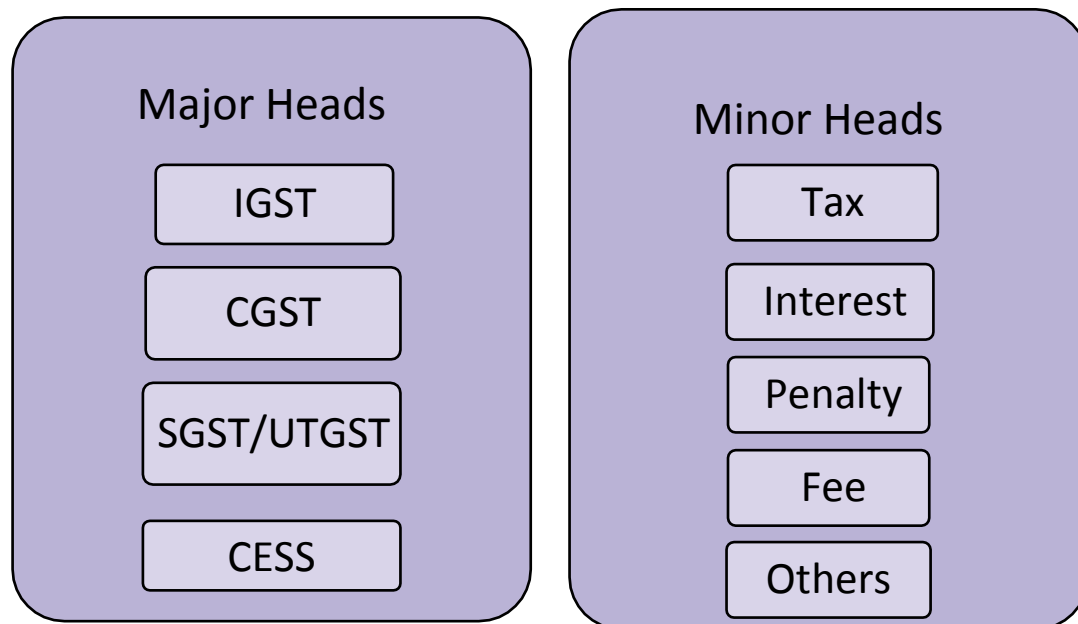 Major Heads
IGST
CGST
SGST/UTGST
CESS
Minor Heads
Tax
Interest
Penalty
Fee
Others